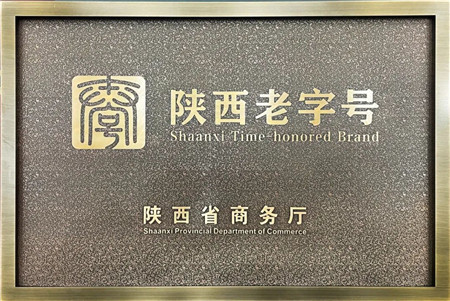 陕西老字号
Shaanxi Time-honored Brand
陕西省商务厅
Shaanxi Provincial Department of Commerce